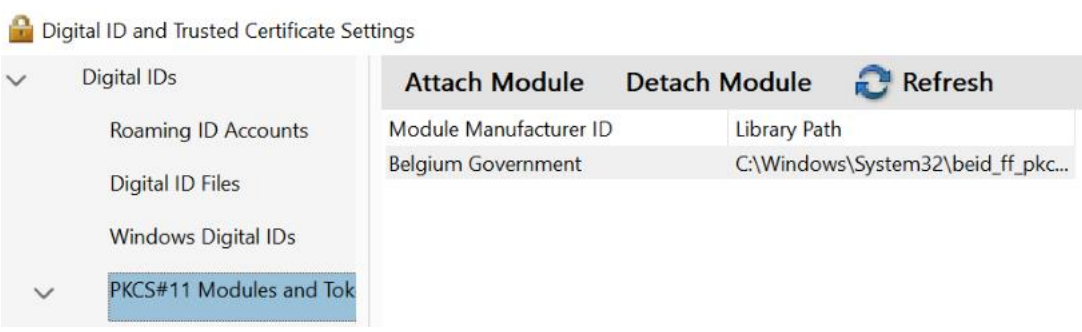 Digital ID and Trusted Certificate Settings
Digital IDs
Roaming ID Accounts
Digital ID Files
Windows Digital IDs
PKCS#11 Modules and Tok
Attach Module Detach Module Refresh
Module Manufacturer ID Library Path
Belgium Government C:\Windows\System32\beid_ff_pkc...